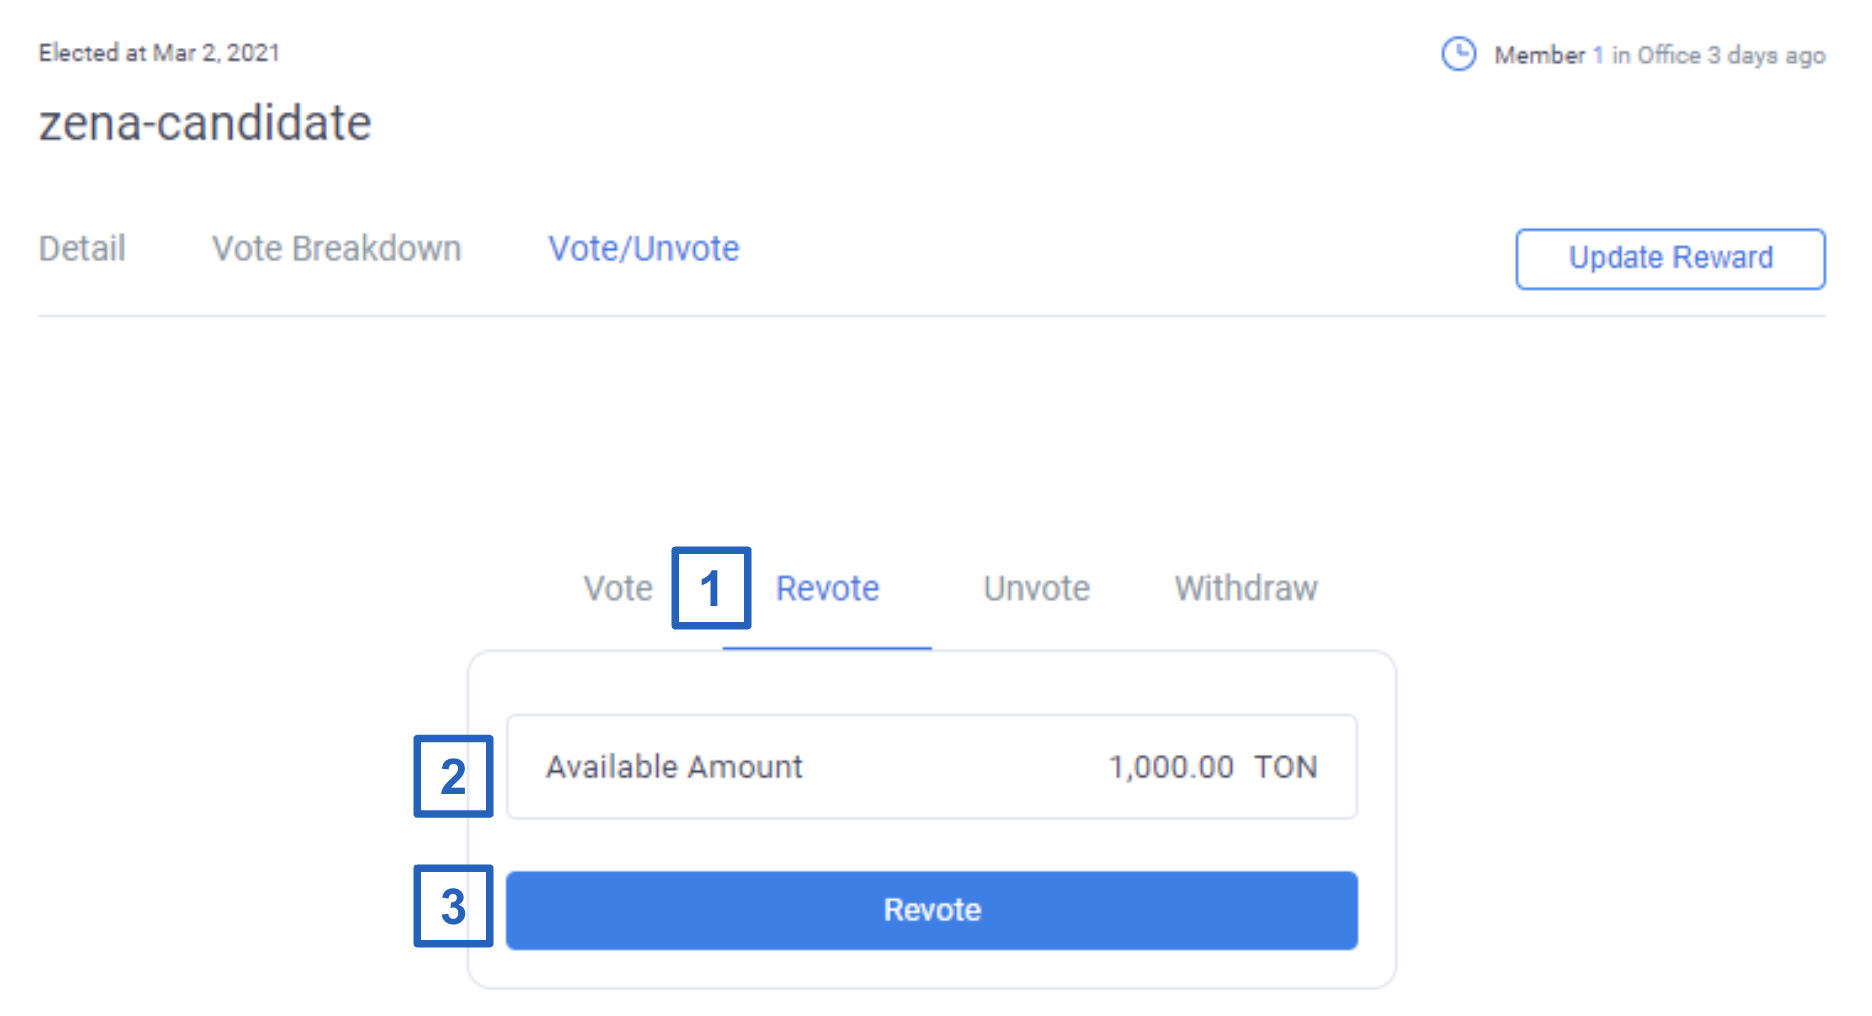 Elected at Mar 2, 2021
Member 1 in Office 3 days ago
zena-candidate
Detail Vote Breakdown Vote/Unvote Update Reward
Vote 1 Revote Unvote Withdraw
2 Available Amount 1,000.00 TON
3 Revote